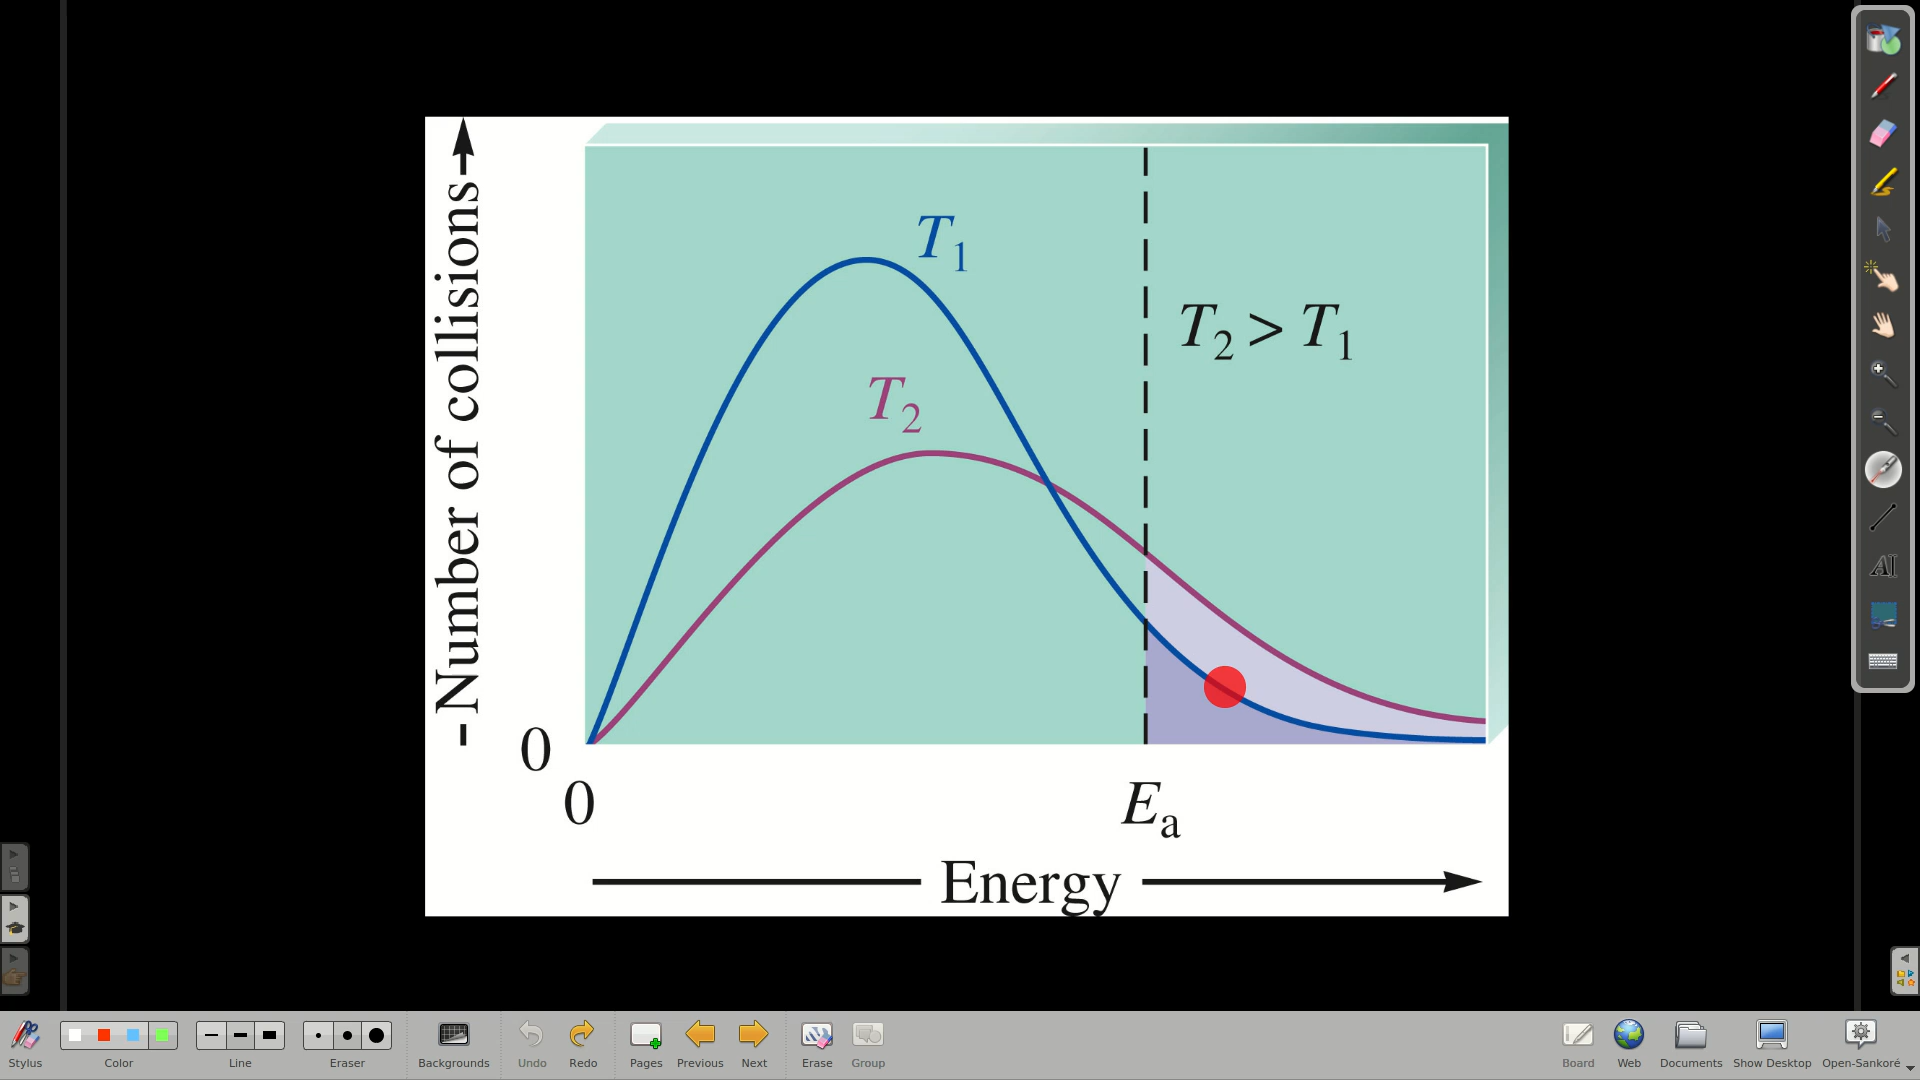 Number of collisions
T1
T2
T2 > T1
0
0
Ea
Energy
AI
Stylus
Color
Line
Eraser
Backgrounds
Undo
Redo
Pages
Previous
Next
Erase
Group
Board
Web
Documents
Show Desktop
Open-Sankoré